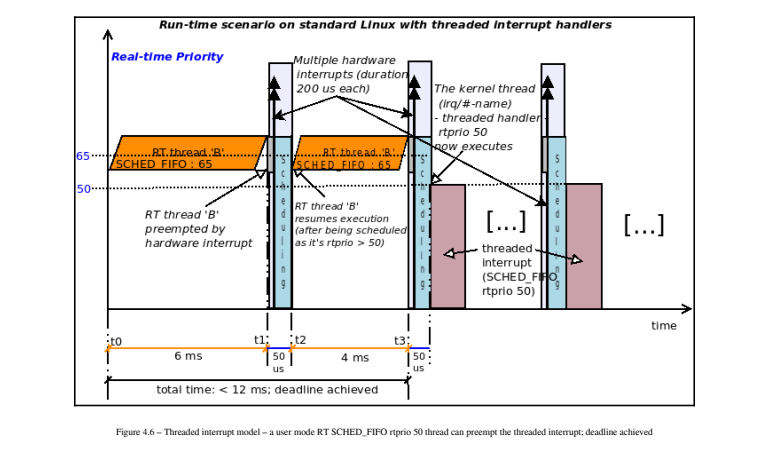 Run-time scenario on standard Linux with threaded interrupt handlers
Real-time Priority
Multiple hardware
interrupts (duration
200 us each)
The kernel thread
(irq/#-name)
- threaded handler-
rtprio 50
now executes
65
50
RT thread 'B'
SCHED_FIFO : 65
Scheduling
RT thread 'B'
SCHED_FIFO : 65
Scheduling
Scheduling
RT thread 'B'
preempted by
hardware interrupt
RT thread 'B'
resumes execution
(after being scheduled
as it's rtprio > 50)
[...]
[...]
threaded
interrupt
(SCHED_FIFO
rtprio 50)
time
t0
t1
t2
t3
6 ms
50
us
4 ms
50
us
total time: < 12 ms; deadline achieved
Figure 4.6 – Threaded interrupt model – a user mode RT SCHED_FIFO rtprio 50 thread can preempt the threaded interrupt; deadline achieved